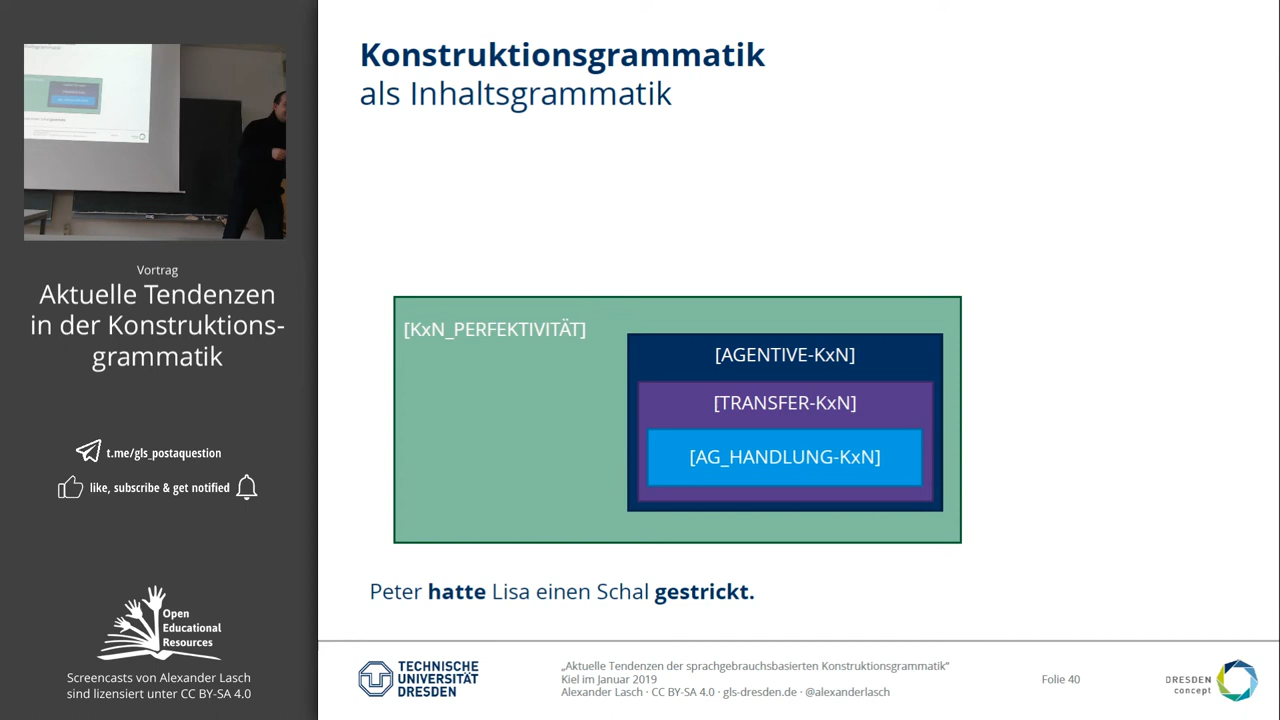 Vortrag
Aktuelle Tendenzen
in der Konstruktions-
grammatik
t.me/gls_postaquestion
like, subscribe & get notified
Open
Educational
Resources
Screencasts von Alexander Lasch
sind lizensiert unter CC BY-SA 4.0
Konstruktionsgrammatik
als Inhaltsgrammatik
[KxN_PERFEKTIVITÄT]
[AGENTIVE-KxN]
[TRANSFER-KxN]
[AG_HANDLUNG-KxN]
Peter hatte Lisa einen Schal gestrickt.
TECHNISCHE
UNIVERSITÄT
DRESDEN
„Aktuelle Tendenzen der sprachgebrauchsbasierten Konstruktionsgrammatik“
Kiel im Januar 2019
Alexander Lasch · CC BY-SA 4.0 · gls-dresden.de · @alexanderlasch
Folie 40
DRESDEN
concept